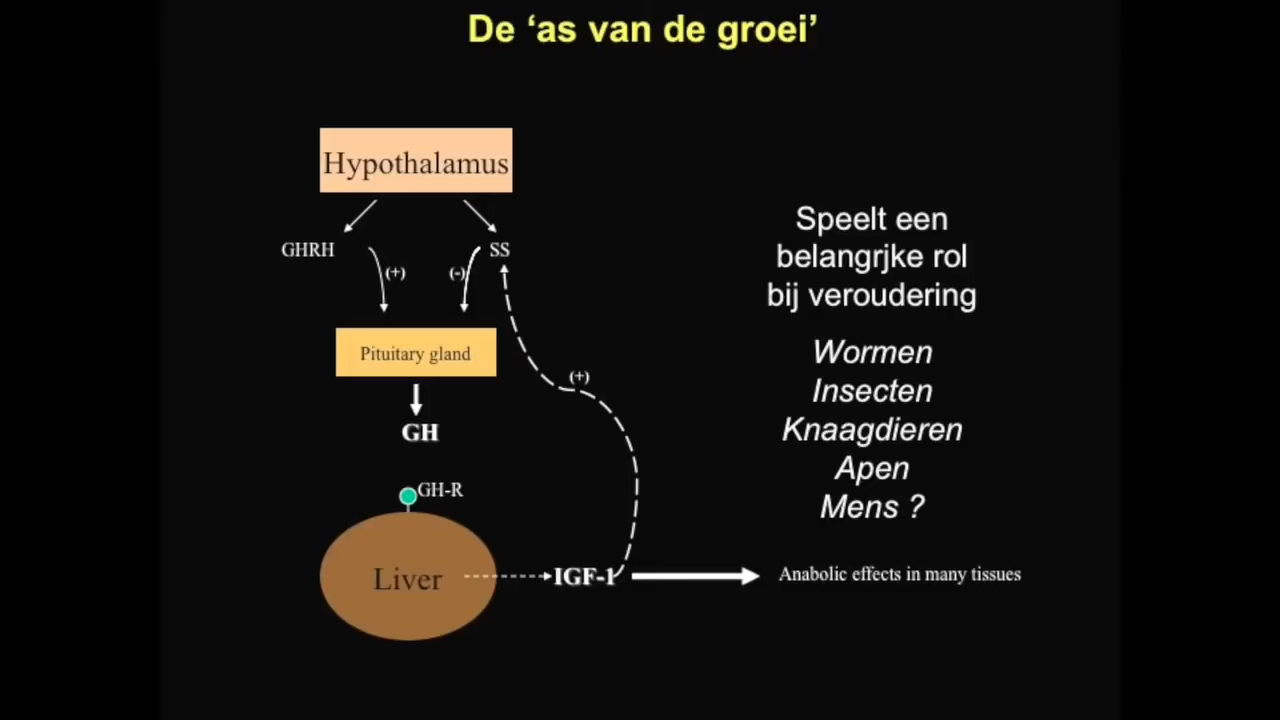 De ‘as van de groei’
Hypothalamus
GHRH
SS
(+)
(-)
Pituitary gland
(+)
GH
GH-R
Liver
IGF-1
Anabolic effects in many tissues
Speelt een
belangrjke rol
bij veroudering
Wormen
Insecten
Knaagdieren
Apen
Mens ?